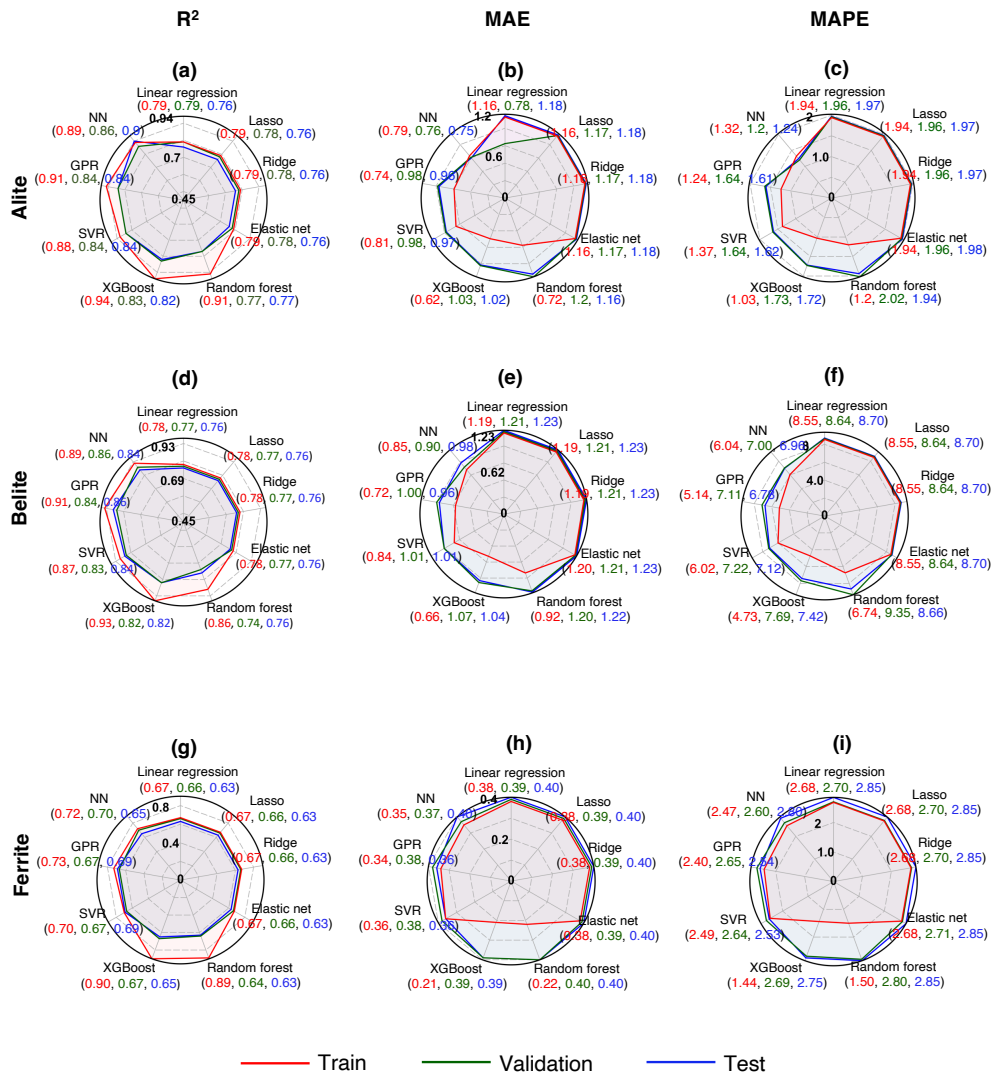 R²
MAE
MAPE
Alite
(a)
Linear regression
(0.79, 0.79, 0.76)
0.94
0.7
0.45
Lasso
(0.79, 0.78, 0.76)
Ridge
(0.79, 0.78, 0.76)
Elastic net
(0.79, 0.78, 0.76)
Random forest
(0.91, 0.77, 0.77)
XGBoost
(0.94, 0.83, 0.82)
SVR
(0.88, 0.84, 0.84)
GPR
(0.91, 0.84, 0.84)
NN
(0.89, 0.86, 0.9)
(b)
Linear regression
(1.16, 0.78, 1.18)
1.2
0.6
0
Lasso
(1.16, 1.17, 1.18)
Ridge
(1.16, 1.17, 1.18)
Elastic net
(1.16, 1.17, 1.18)
Random forest
(0.72, 1.2, 1.16)
XGBoost
(0.62, 1.03, 1.02)
SVR
(0.81, 0.98, 0.97)
GPR
(0.74, 0.98, 0.96)
NN
(0.79, 0.76, 0.75)
(c)
Linear regression
(1.94, 1.96, 1.97)
2
1.0
0
Lasso
(1.94, 1.96, 1.97)
Ridge
(1.94, 1.96, 1.97)
Elastic net
(1.94, 1.96, 1.98)
Random forest
(1.2, 2.02, 1.94)
XGBoost
(1.03, 1.73, 1.72)
SVR
(1.37, 1.64, 1.62)
GPR
(1.24, 1.64, 1.61)
NN
(1.32, 1.2, 1.24)
Belite
(d)
Linear regression
(0.78, 0.77, 0.76)
0.93
0.69
0.45
Lasso
(0.78, 0.77, 0.76)
Ridge
(0.78, 0.77, 0.76)
Elastic net
(0.78, 0.77, 0.76)
Random forest
(0.86, 0.74, 0.76)
XGBoost
(0.93, 0.82, 0.82)
SVR
(0.87, 0.83, 0.84)
GPR
(0.91, 0.84, 0.86)
NN
(0.89, 0.86, 0.84)
(e)
Linear regression
(1.19, 1.21, 1.23)
1.23
0.62
0
Lasso
(1.19, 1.21, 1.23)
Ridge
(1.19, 1.21, 1.23)
Elastic net
(1.20, 1.21, 1.23)
Random forest
(0.92, 1.20, 1.22)
XGBoost
(0.66, 1.07, 1.04)
SVR
(0.84, 1.01, 1.01)
GPR
(0.72, 1.00, 0.96)
NN
(0.85, 0.90, 0.98)
(f)
Linear regression
(8.55, 8.64, 8.70)
8
4.0
0
Lasso
(8.55, 8.64, 8.70)
Ridge
(8.55, 8.64, 8.70)
Elastic net
(8.55, 8.64, 8.70)
Random forest
(6.74, 9.35, 8.66)
XGBoost
(4.73, 7.69, 7.42)
SVR
(6.02, 7.22, 7.12)
GPR
(5.14, 7.11, 6.78)
NN
(6.04, 7.00, 6.96)
Ferrite
(g)
Linear regression
(0.67, 0.66, 0.63)
0.8
0.4
0
Lasso
(0.67, 0.66, 0.63
Ridge
(0.67, 0.66, 0.63)
Elastic net
(0.67, 0.66, 0.63)
Random forest
(0.89, 0.64, 0.63)
XGBoost
(0.90, 0.67, 0.65)
SVR
(0.70, 0.67, 0.69)
GPR
(0.73, 0.67, 0.69)
NN
(0.72, 0.70, 0.65)
(h)
Linear regression
(0.38, 0.39, 0.40)
0.4
0.2
0
Lasso
(0.38, 0.39, 0.40)
Ridge
(0.38, 0.39, 0.40)
Elastic net
(0.38, 0.39, 0.40)
Random forest
(0.22, 0.40, 0.40)
XGBoost
(0.21, 0.39, 0.39)
SVR
(0.36, 0.38, 0.36)
GPR
(0.34, 0.38, 0.36)
NN
(0.35, 0.37, 0.40)
(i)
Linear regression
(2.68, 2.70, 2.85)
2
1.0
0
Lasso
(2.68, 2.70, 2.85)
Ridge
(2.68, 2.70, 2.85)
Elastic net
(2.68, 2.71, 2.85)
Random forest
(1.50, 2.80, 2.85)
XGBoost
(1.44, 2.69, 2.75)
SVR
(2.49, 2.64, 2.53)
GPR
(2.40, 2.65, 2.54)
NN
(2.47, 2.60, 2.80)
Train
Validation
Test